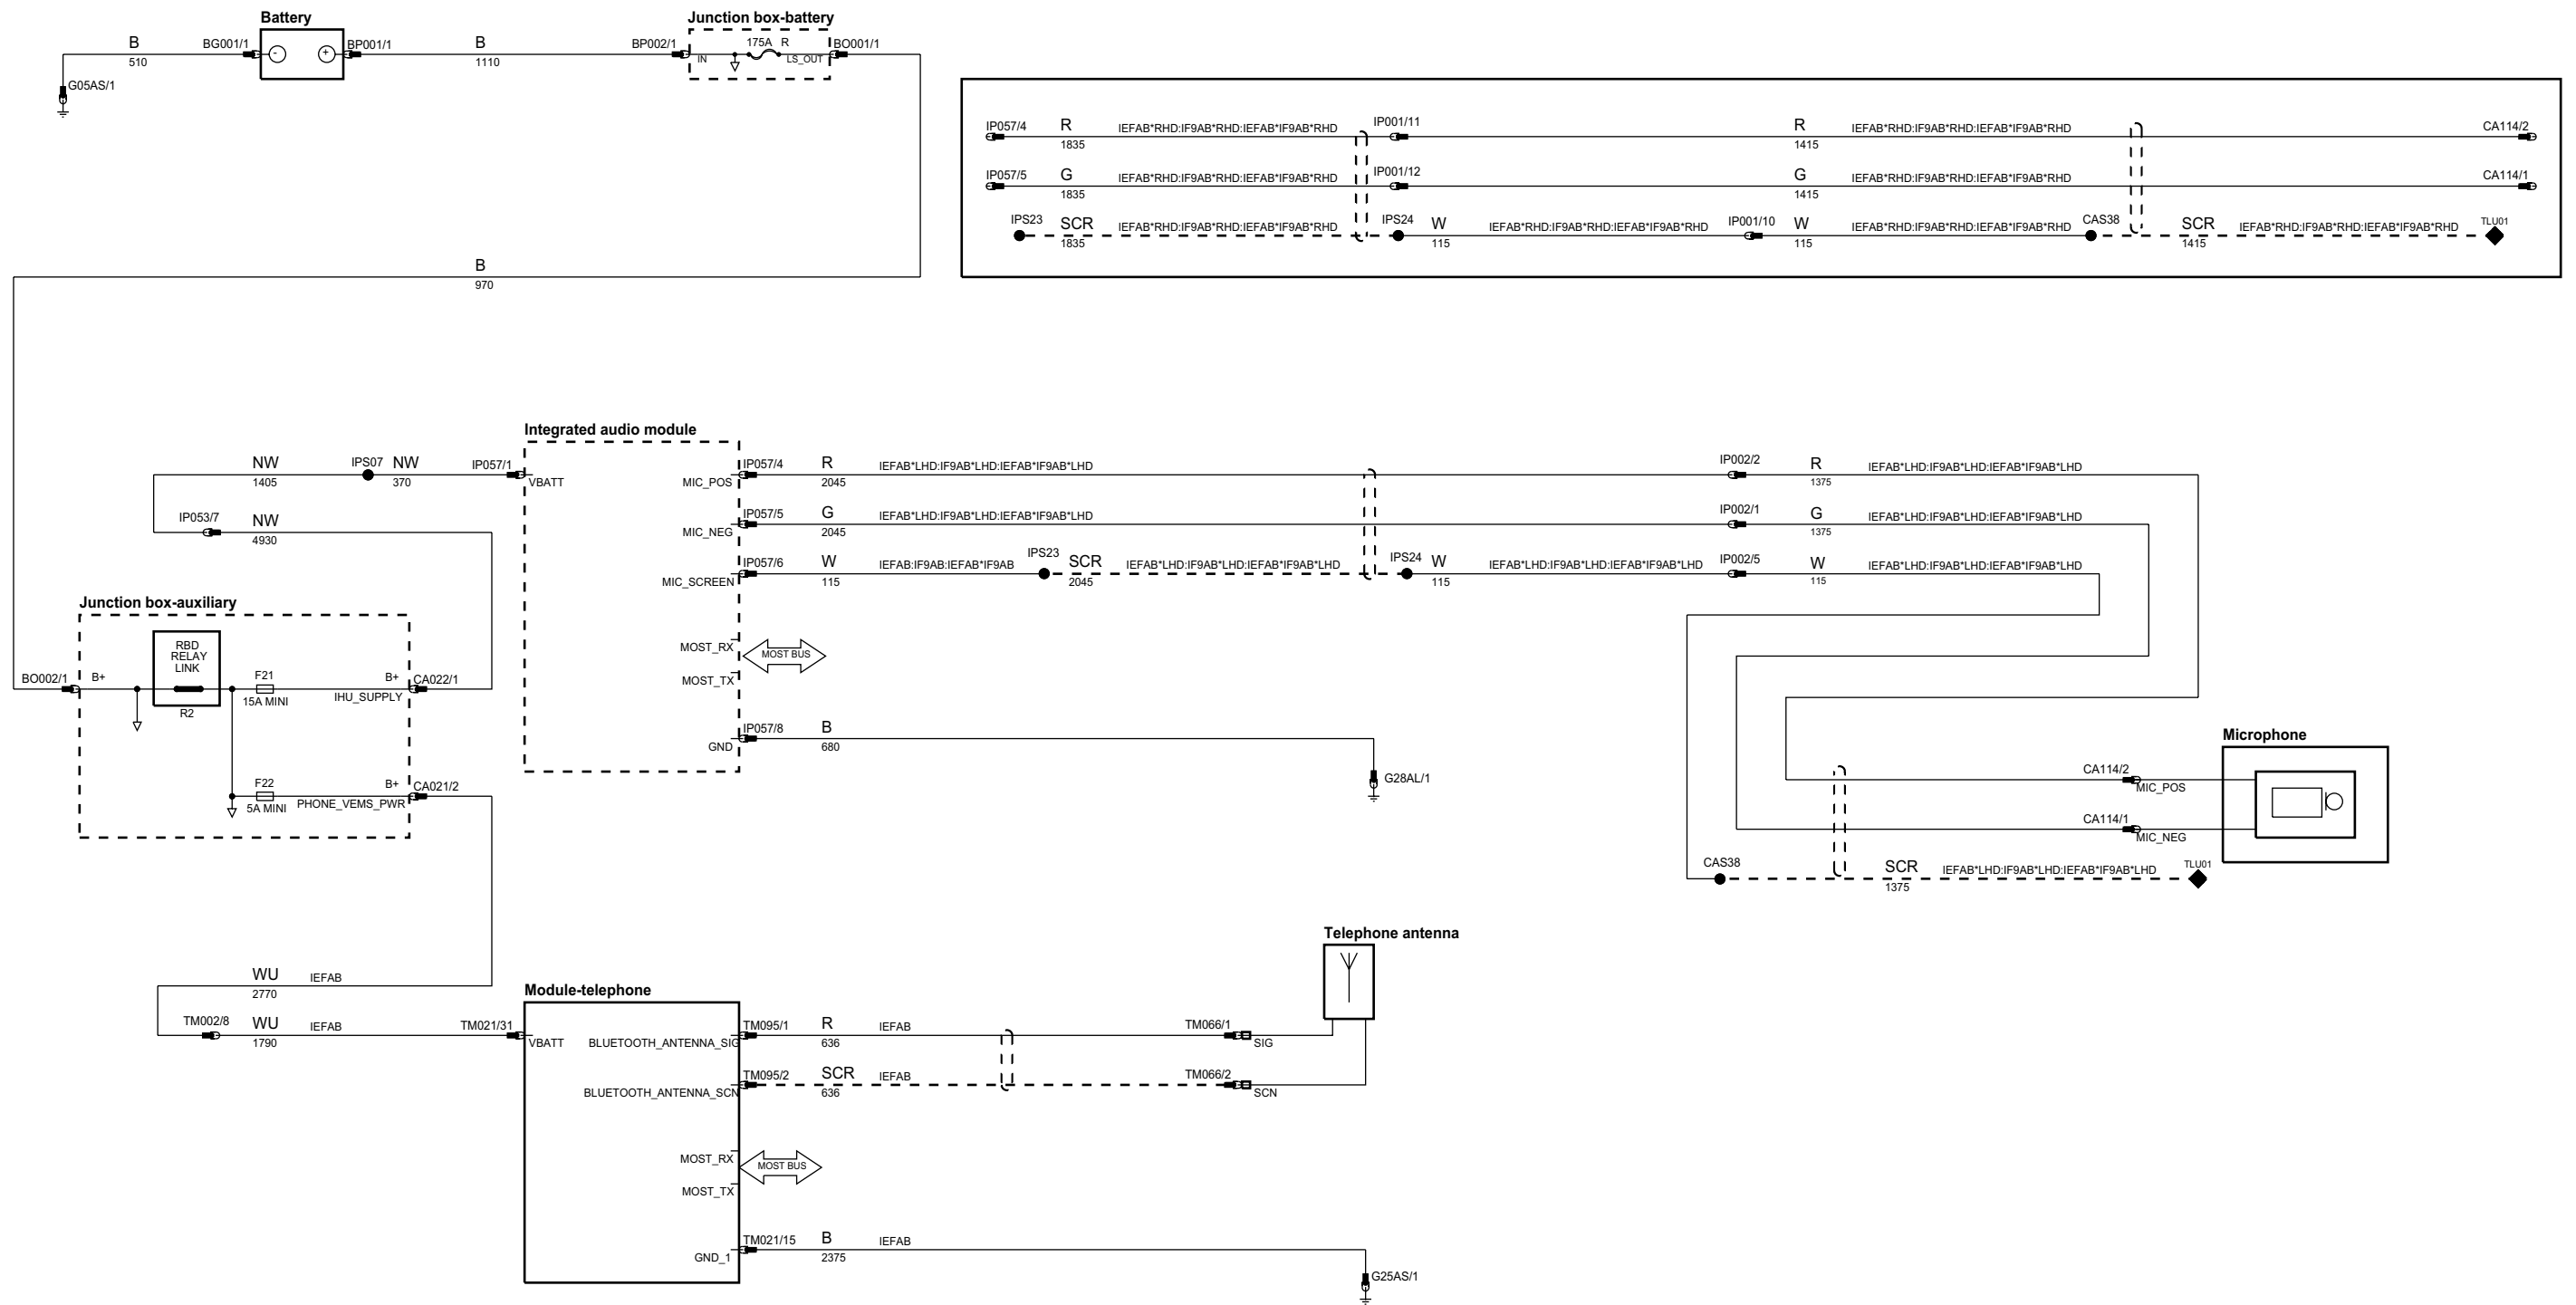 Battery
Junction box-battery
B
510
BG001/1
-
+
BP001/1
B
1110
BP002/1
IN
175A R
LS_OUT
BO001/1
G05AS/1
IP057/4
R
1835
IEFAB*RHD:IF9AB*RHD:IEFAB*IF9AB*RHD
IP001/11
R
1415
IEFAB*RHD:IF9AB*RHD:IEFAB*IF9AB*RHD
CA114/2
IP057/5
G
1835
IEFAB*RHD:IF9AB*RHD:IEFAB*IF9AB*RHD
IP001/12
G
1415
IEFAB*RHD:IF9AB*RHD:IEFAB*IF9AB*RHD
CA114/1
IPS23
SCR
1835
IEFAB*RHD:IF9AB*RHD:IEFAB*IF9AB*RHD
IPS24
W
115
IEFAB*RHD:IF9AB*RHD:IEFAB*IF9AB*RHD
IP001/10
W
115
IEFAB*RHD:IF9AB*RHD:IEFAB*IF9AB*RHD
CAS38
SCR
1415
IEFAB*RHD:IF9AB*RHD:IEFAB*IF9AB*RHD
TLU01
B
970
Integrated audio module
NW
1405
IPS07
NW
370
IP057/1
VBATT
IP053/7
NW
4930
MIC_POS
IP057/4
R
2045
IEFAB*LHD:IF9AB*LHD:IEFAB*IF9AB*LHD
IP002/2
R
1375
IEFAB*LHD:IF9AB*LHD:IEFAB*IF9AB*LHD
MIC_NEG
IP057/5
G
2045
IEFAB*LHD:IF9AB*LHD:IEFAB*IF9AB*LHD
IP002/1
G
1375
IEFAB*LHD:IF9AB*LHD:IEFAB*IF9AB*LHD
MIC_SCREEN
IP057/6
W
115
IEFAB:IF9AB:IEFAB*IF9AB
IPS23
SCR
2045
IEFAB*LHD:IF9AB*LHD:IEFAB*IF9AB*LHD
IPS24
W
115
IEFAB*LHD:IF9AB*LHD:IEFAB*IF9AB*LHD
IP002/5
W
115
IEFAB*LHD:IF9AB*LHD:IEFAB*IF9AB*LHD
MOST_RX
MOST BUS
MOST_TX
GND
IP057/8
B
680
G28AL/1
Junction box-auxiliary
RBD
RELAY
LINK
R2
BO002/1
B+
F21
15A MINI
B+
IHU_SUPPLY
CA022/1
F22
5A MINI
B+
PHONE_VEMS_PWR
CA021/2
Microphone
CA114/2
MIC_POS
CA114/1
MIC_NEG
CAS38
SCR
1375
IEFAB*LHD:IF9AB*LHD:IEFAB*IF9AB*LHD
TLU01
Telephone antenna
WU
2770
IEFAB
TM002/8
WU
1790
IEFAB
TM021/31
Module-telephone
VBATT
BLUETOOTH_ANTENNA_SIG
TM095/1
R
636
IEFAB
TM066/1
SIG
BLUETOOTH_ANTENNA_SCN
TM095/2
SCR
636
IEFAB
TM066/2
SCN
MOST_RX
MOST BUS
MOST_TX
GND_1
TM021/15
B
2375
IEFAB
G25AS/1